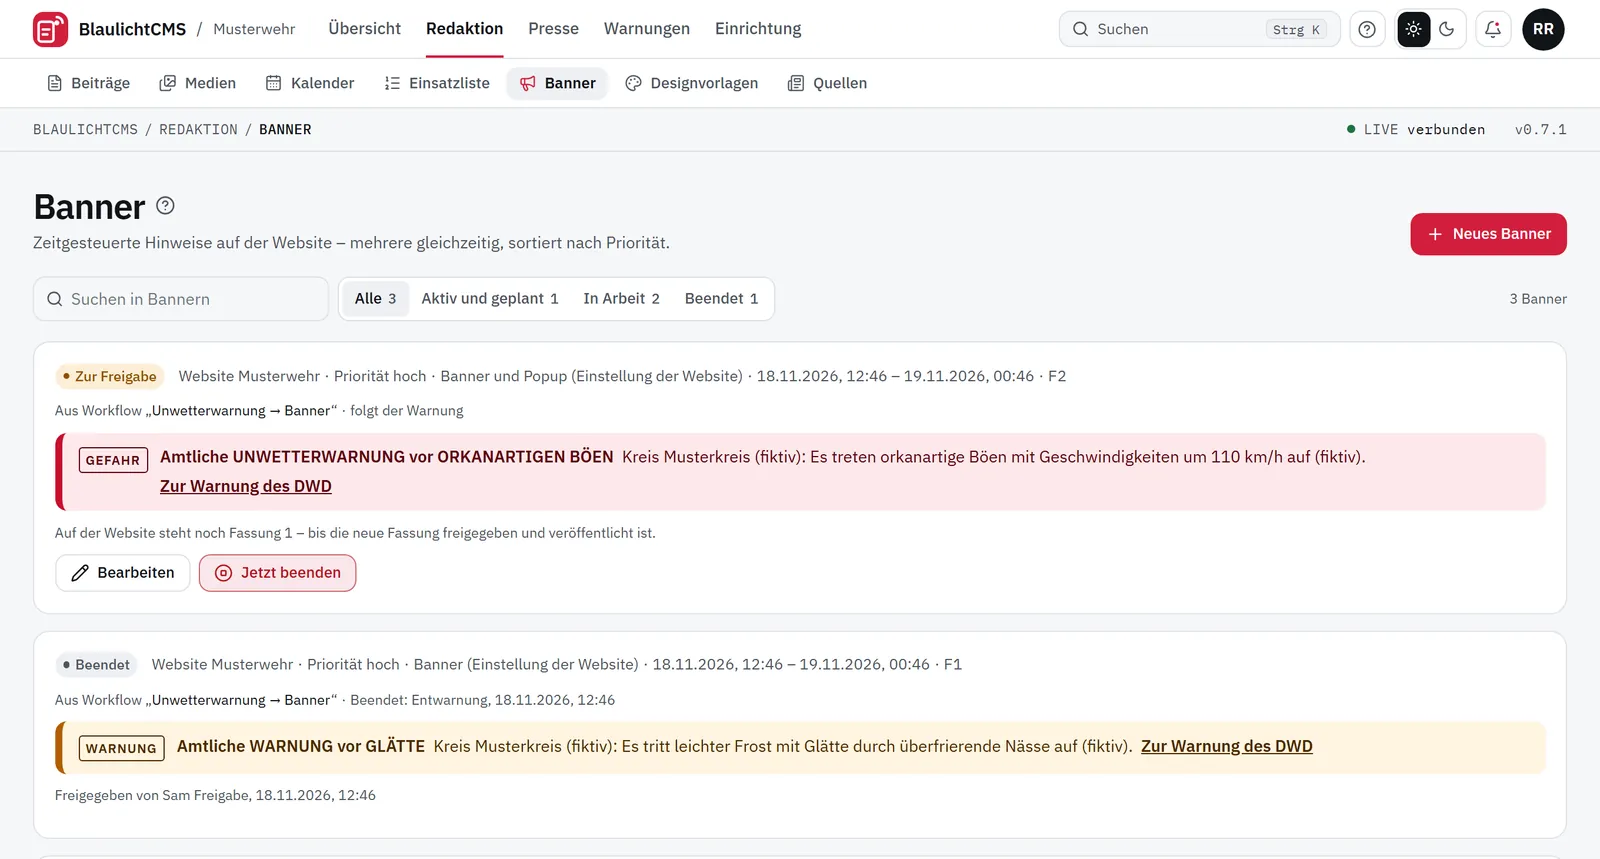 BlaulichtCMS / Musterwehr Übersicht Redaktion Presse Warnungen Einrichtung Suchen Strg K RR
Beiträge Medien Kalender Einsatzliste Banner Designvorlagen Quellen
BLAULICHTCMS / REDAKTION / BANNER LIVE verbunden v0.7.1
Banner
Zeitgesteuerte Hinweise auf der Website – mehrere gleichzeitig, sortiert nach Priorität.
+ Neues Banner
Suchen in Bannern Alle 3 Aktiv und geplant 1 In Arbeit 2 Beendet 1 3 Banner
Zur Freigabe Website Musterwehr · Priorität hoch · Banner und Popup (Einstellung der Website) · 18.11.2026, 12:46 – 19.11.2026, 00:46 · F2
Aus Workflow „Unwetterwarnung → Banner“ · folgt der Warnung
GEFAHR Amtliche UNWETTERWARNUNG vor ORKANARTIGEN BÖEN Kreis Musterkreis (fiktiv): Es treten orkanartige Böen mit Geschwindigkeiten um 110 km/h auf (fiktiv).
Zur Warnung des DWD
Auf der Website steht noch Fassung 1 – bis die neue Fassung freigegeben und veröffentlicht ist.
Bearbeiten Jetzt beenden
Beendet Website Musterwehr · Priorität hoch · Banner (Einstellung der Website) · 18.11.2026, 12:46 – 19.11.2026, 00:46 · F1
Aus Workflow „Unwetterwarnung → Banner“ · Beendet: Entwarnung, 18.11.2026, 12:46
WARNUNG Amtliche WARNUNG vor GLÄTTE Kreis Musterkreis (fiktiv): Es tritt leichter Frost mit Glätte durch überfrierende Nässe auf (fiktiv). Zur Warnung des DWD
Freigegeben von Sam Freigabe, 18.11.2026, 12:46